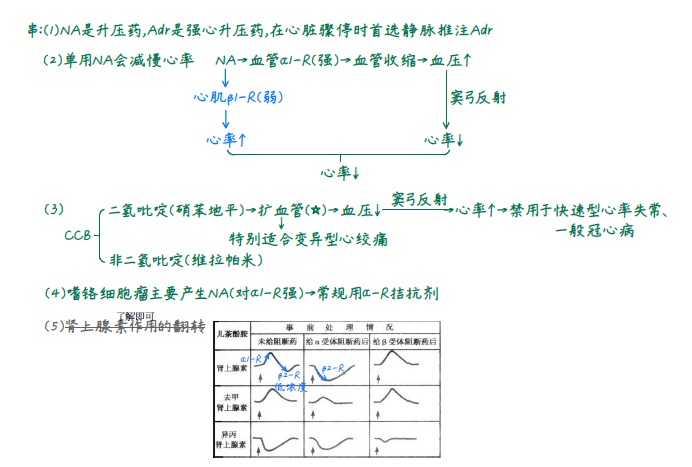 串:(1)NA是升压药,Adr是强心升压药,在心脏骤停时首选静脉推注Adr
(2)单用NA会减慢心率 NA→血管α1-R(强)→血管收缩→血压↑
心肌β1-R(弱) 窦弓反射
心率↑ 心率↓
心率↓
(3)
CCB
二氢吡啶(硝苯地平)→扩血管(☆)→血压↓ 窦弓反射 →心率↑→禁用于快速型心率失常、
一般冠心病
特别适合变异型心绞痛
非二氢吡啶(维拉帕米)
(4)嗜铬细胞瘤主要产生NA(对α1-R强)→常规用α-R拮抗剂
了解即可
(5)肾上腺素作用的翻转
儿茶酚胺 事前处理情况
未给阻断药 给α受体阻断药后 给β受体阻断药后
肾上腺素 α1-R β2-R β2-R
低浓度
去甲
肾上腺素
异丙
肾上腺素